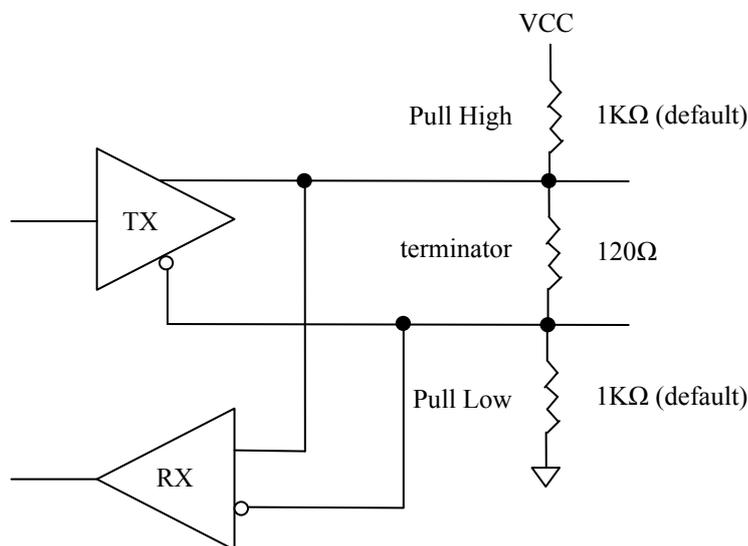 VCC
Pull High 1KΩ (default)
TX
terminator 120Ω
Pull Low 1KΩ (default)
RX